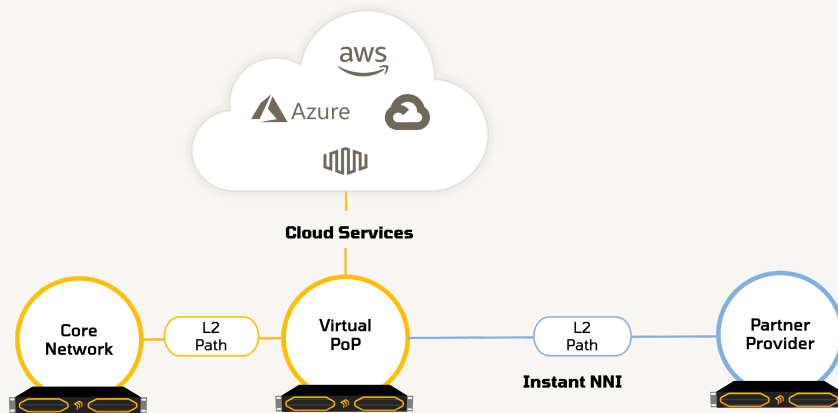 aws
Azure
Cloud Services
Core
Network
L2
Path
Virtual
PoP
L2
Path
Partner
Provider
Instant NNI